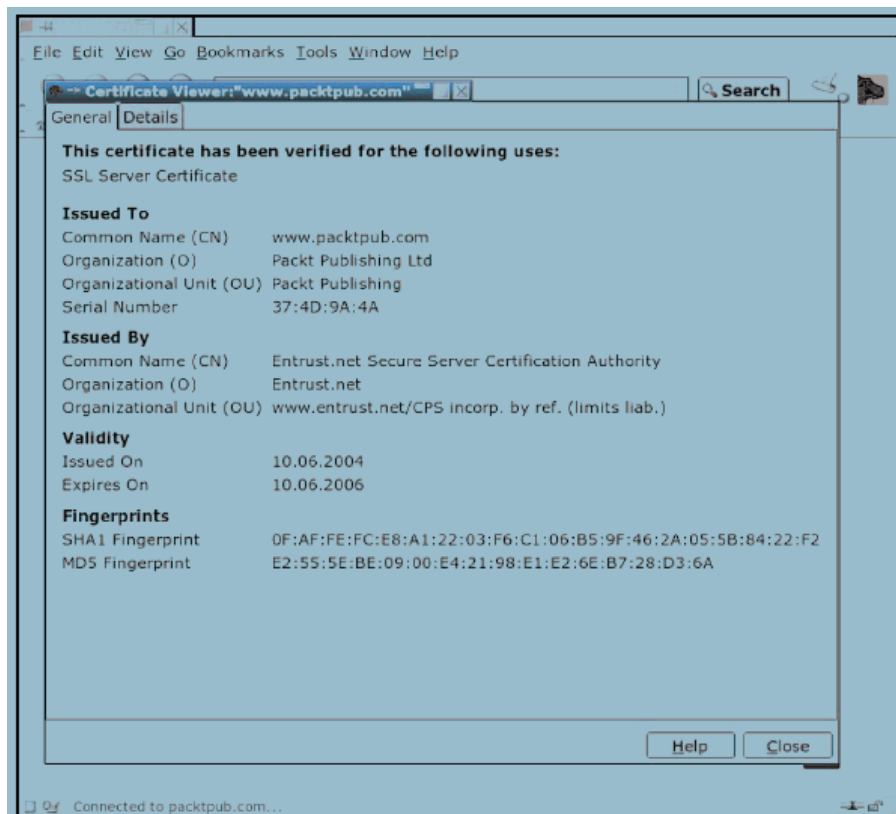 File Edit View Go Bookmarks Tools Window Help
Search
Certificate Viewer:"www.packtpub.com"
General Details
This certificate has been verified for the following uses:
SSL Server Certificate
Issued To
Common Name (CN) www.packtpub.com
Organization (O) Packt Publishing Ltd
Organizational Unit (OU) Packt Publishing
Serial Number 37:4D:9A:4A
Issued By
Common Name (CN) Entrust.net Secure Server Certification Authority
Organization (O) Entrust.net
Organizational Unit (OU) www.entrust.net/CPS incorp. by ref. (limits liab.)
Validity
Issued On 10.06.2004
Expires On 10.06.2006
Fingerprints
SHA1 Fingerprint 0F:AF:FE:FC:E8:A1:22:03:F6:C1:06:B5:9F:46:2A:05:5B:84:22:F2
MD5 Fingerprint E2:55:5E:BE:09:00:E4:21:98:E1:E2:6E:B7:28:D3:6A
Help Close
Connected to packtpub.com...